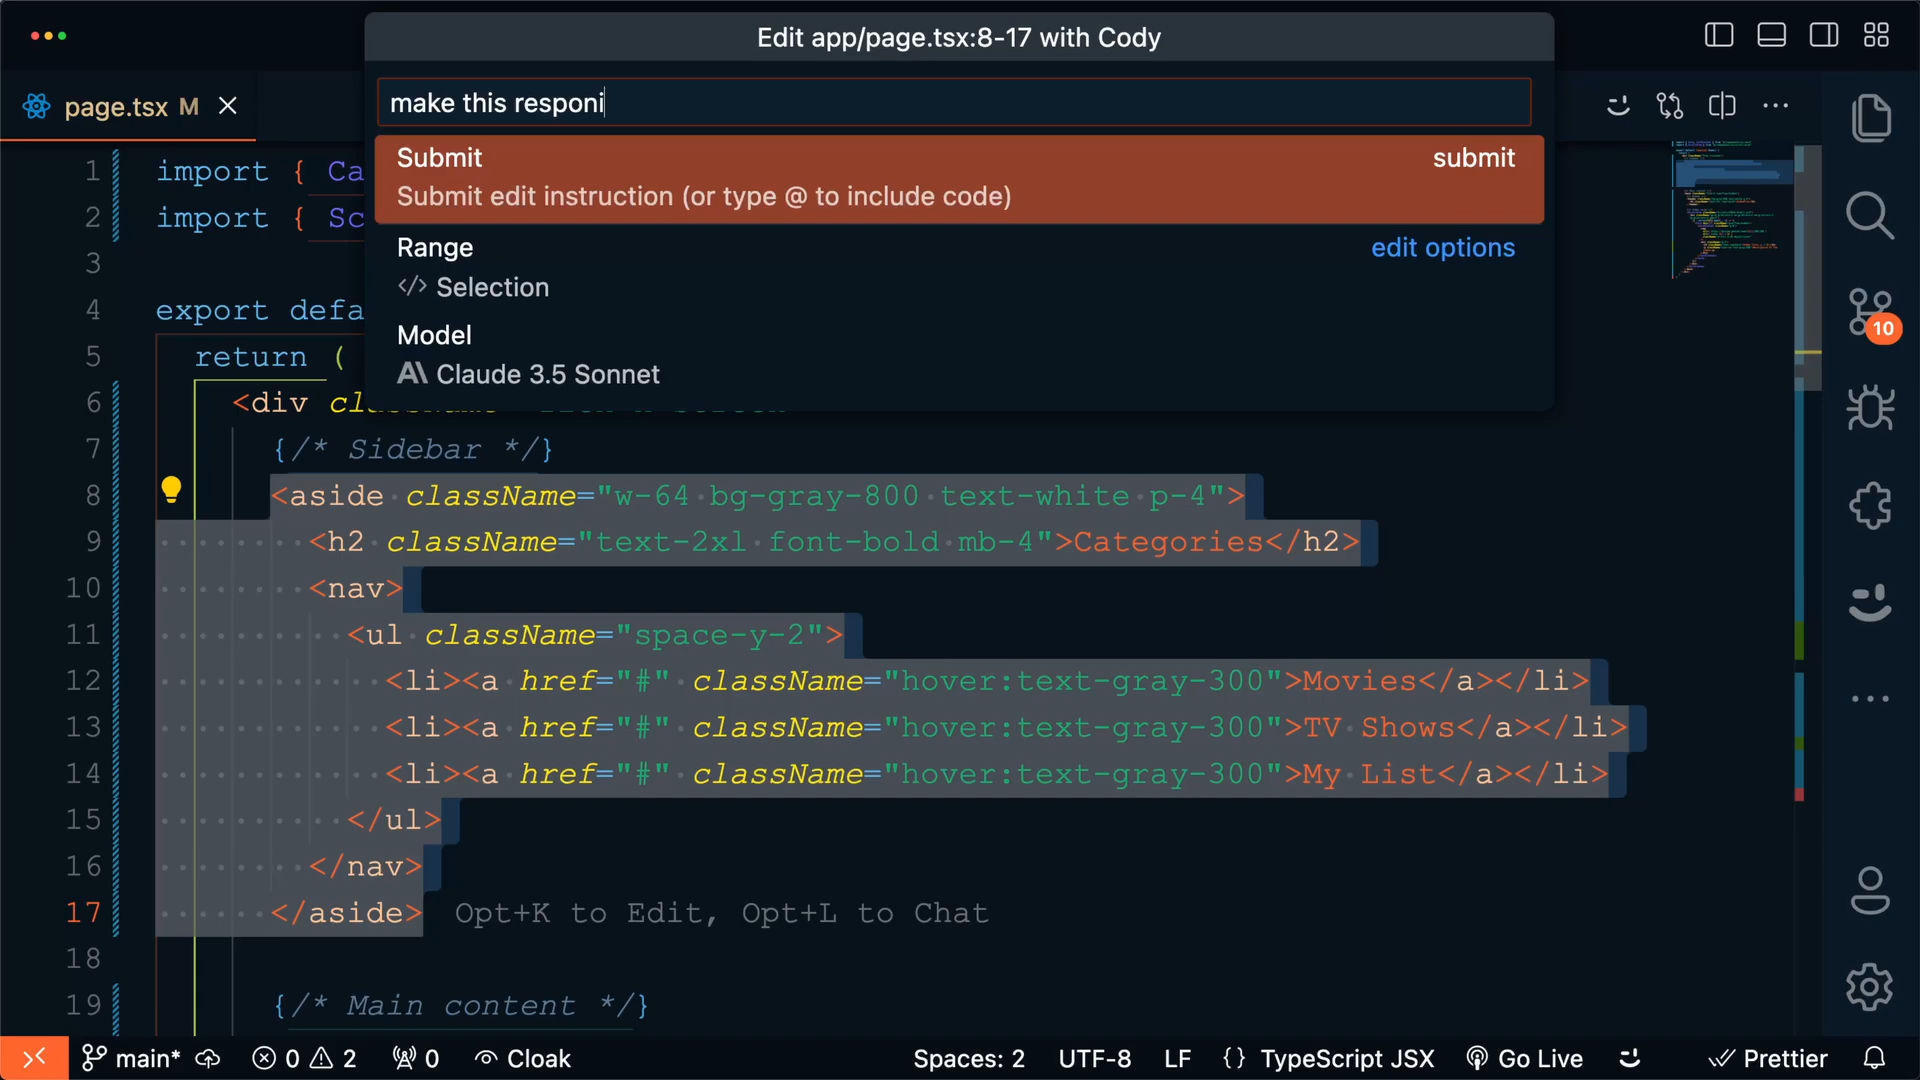 Edit app/page.tsx:8-17 with Cody
page.tsx M
make this responi
Submit submit
Submit edit instruction (or type @ to include code)
Range edit options
</> Selection
Model
Claude 3.5 Sonnet
1 import { Ca
2 import { Sc
3
4 export defa
5 return (
6 <div
7 {/* Sidebar */}
8 <aside className="w-64 bg-gray-800 text-white p-4">
9 <h2 className="text-2xl font-bold mb-4">Categories</h2>
10 <nav>
11 <ul className="space-y-2">
12 <li><a href="#" className="hover:text-gray-300">Movies</a></li>
13 <li><a href="#" className="hover:text-gray-300">TV Shows</a></li>
14 <li><a href="#" className="hover:text-gray-300">My List</a></li>
15 </ul>
16 </nav>
17 </aside> Opt+K to Edit, Opt+L to Chat
18
19 {/* Main content */}
10
main* 0 2 0 Cloak Spaces: 2 UTF-8 LF {} TypeScript JSX Go Live Prettier